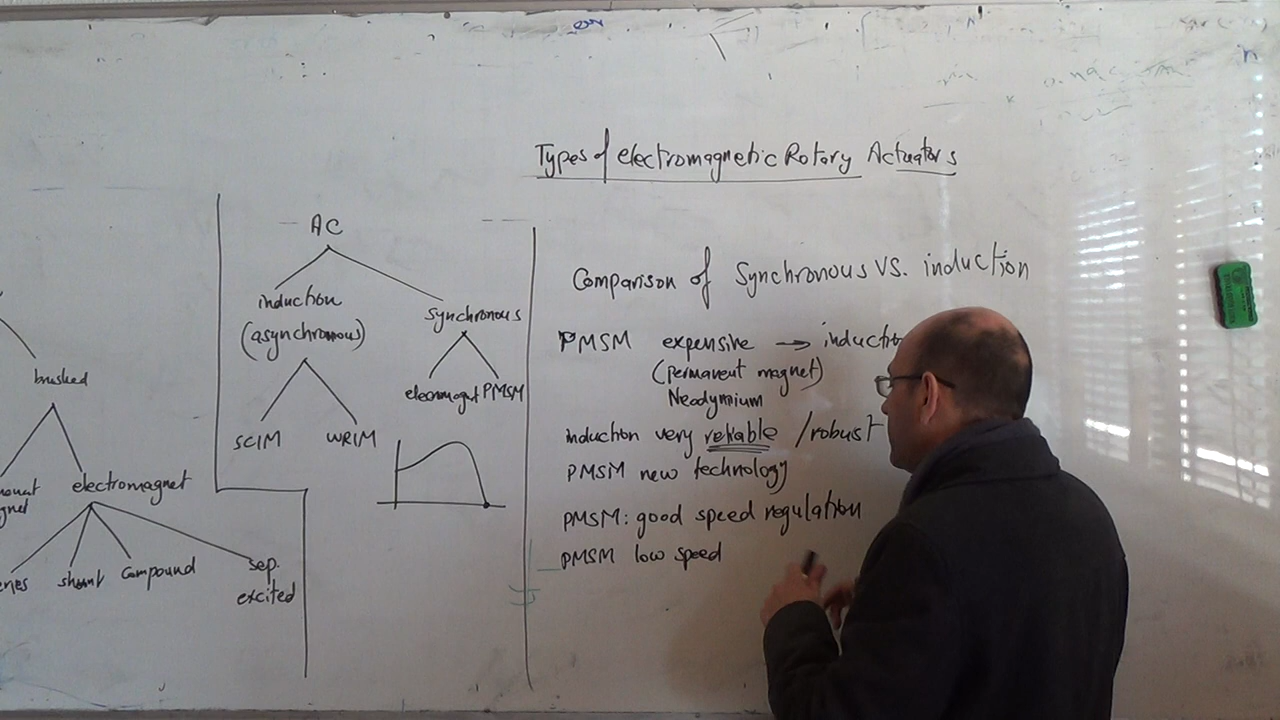 Types of electromagnetic Rotary Actuators
AC
induction
(asynchronous)
synchronous
SCIM
WRIM
PMSM
brushed
electromagnet
shunt
Compound
sep.
excited
Comparison of Synchronous VS. induction
PMSM expensive → induction
(permanent magnet)
Neodymium
induction very reliable /robust
PMSM new technology
PMSM: good speed regulation
PMSM low speed